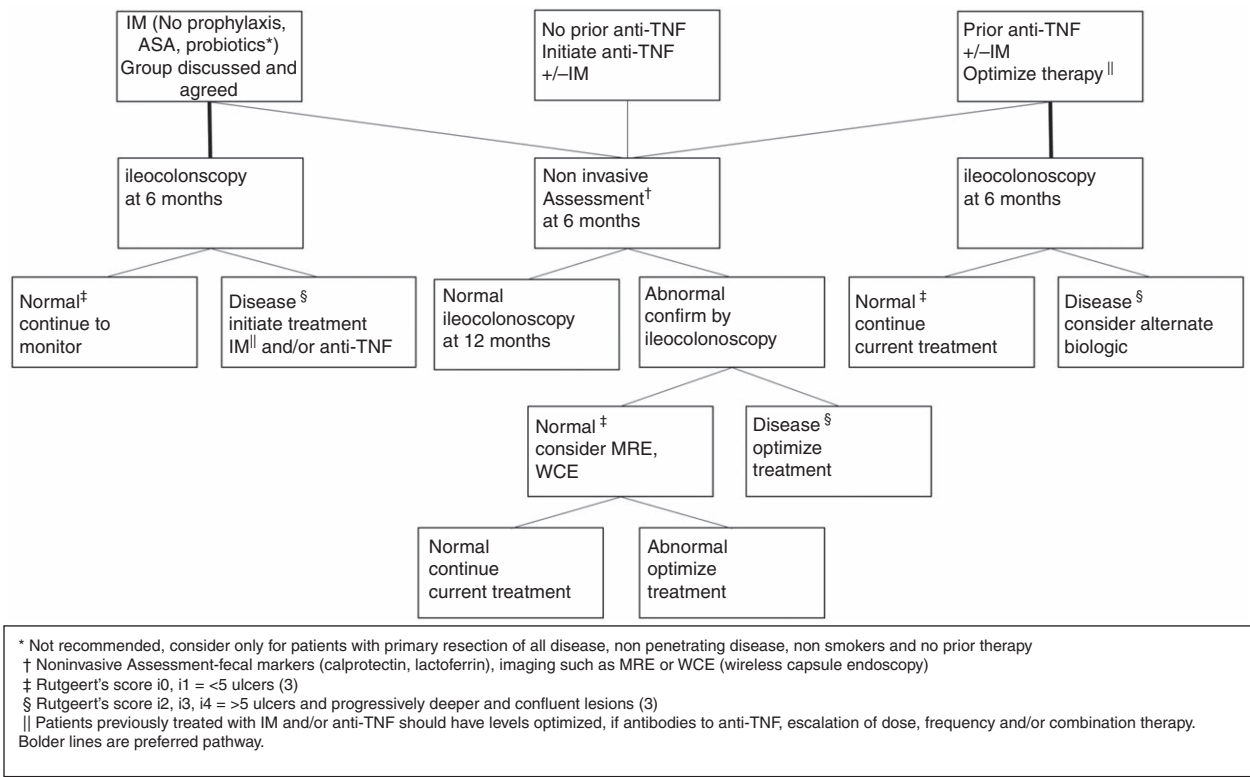 IM (No prophylaxis,
ASA, probiotics*)
Group discussed and
agreed
No prior anti-TNF
Initiate anti-TNF
+/–IM
Prior anti-TNF
+/–IM
Optimize therapy ||
ileocolonscopy
at 6 months
Non invasive
Assessment†
at 6 months
ileocolonoscopy
at 6 months
Normal‡
continue to
monitor
Disease §
initiate treatment
IM|| and/or anti-TNF
Normal
ileocolonoscopy
at 12 months
Abnormal
confirm by
ileocolonoscopy
Normal ‡
continue
current treatment
Disease §
consider alternate
biologic
Normal ‡
consider MRE,
WCE
Disease §
optimize
treatment
Normal
continue
current treatment
Abnormal
optimize
treatment
* Not recommended, consider only for patients with primary resection of all disease, non penetrating disease, non smokers and no prior therapy
† Noninvasive Assessment-fecal markers (calprotectin, lactoferrin), imaging such as MRE or WCE (wireless capsule endoscopy)
‡ Rutgeert's score i0, i1 = <5 ulcers (3)
§ Rutgeert's score i2, i3, i4 = >5 ulcers and progressively deeper and confluent lesions (3)
|| Patients previously treated with IM and/or anti-TNF should have levels optimized, if antibodies to anti-TNF, escalation of dose, frequency and/or combination therapy.
Bolder lines are preferred pathway.